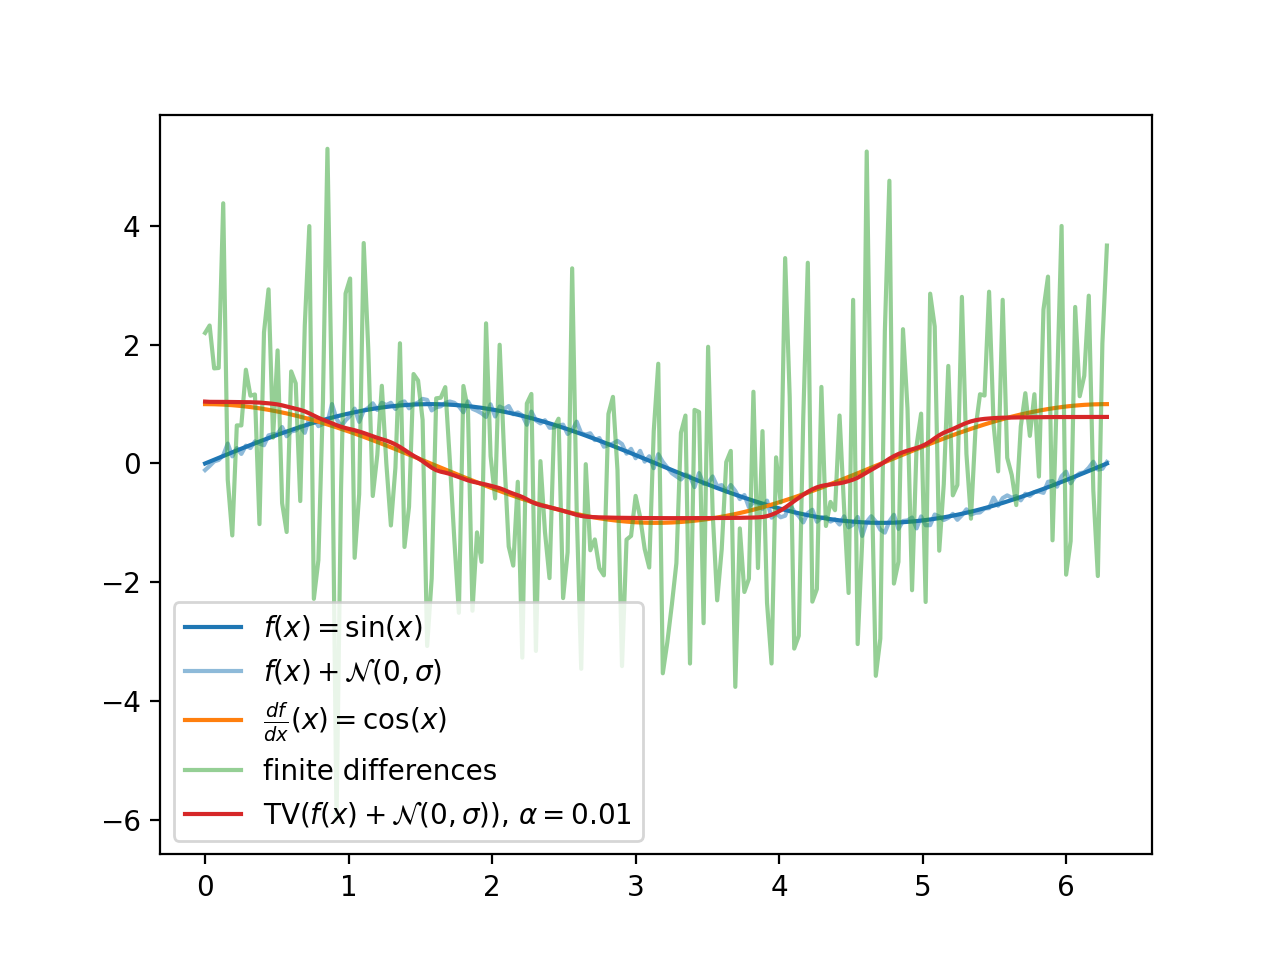 4
2
0
−2
−4
−6
f(x) = sin(x)
f(x) + 𝒩(0, σ)
df/dx(x) = cos(x)
finite differences
TV(f(x) + 𝒩(0, σ)), α = 0.01
0 1 2 3 4 5 6